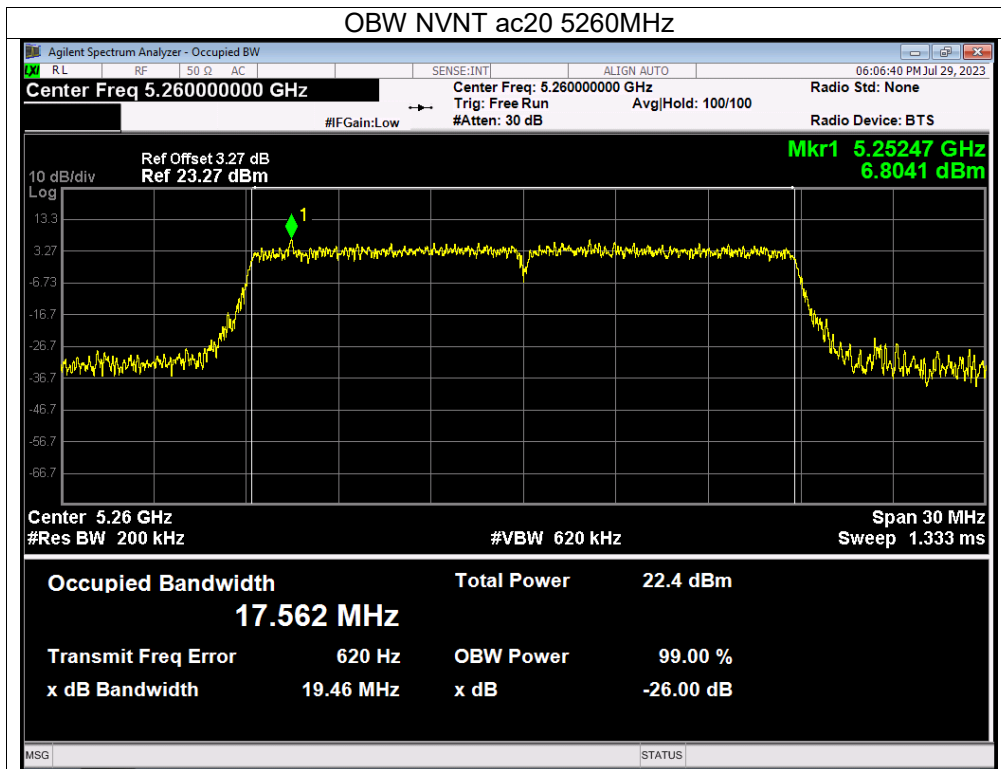 OBW NVNT ac20 5260MHz
Agilent Spectrum Analyzer - Occupied BW
LXI RL RF 50 Ω AC SENSE:INT ALIGN AUTO 06:06:40 PM Jul 29, 2023
Center Freq 5.260000000 GHz Center Freq: 5.260000000 GHz Radio Std: None
Trig: Free Run Avg|Hold: 100/100
#IFGain:Low #Atten: 30 dB Radio Device: BTS
Mkr1 5.25247 GHz
6.8041 dBm
Ref Offset 3.27 dB
10 dB/div Ref 23.27 dBm
Log
1
13.3
3.27
-6.73
-16.7
-26.7
-36.7
-46.7
-56.7
-66.7
Center 5.26 GHz Span 30 MHz
#Res BW 200 kHz #VBW 620 kHz Sweep 1.333 ms
Occupied Bandwidth Total Power 22.4 dBm
17.562 MHz
Transmit Freq Error 620 Hz OBW Power 99.00 %
x dB Bandwidth 19.46 MHz x dB -26.00 dB
MSG STATUS